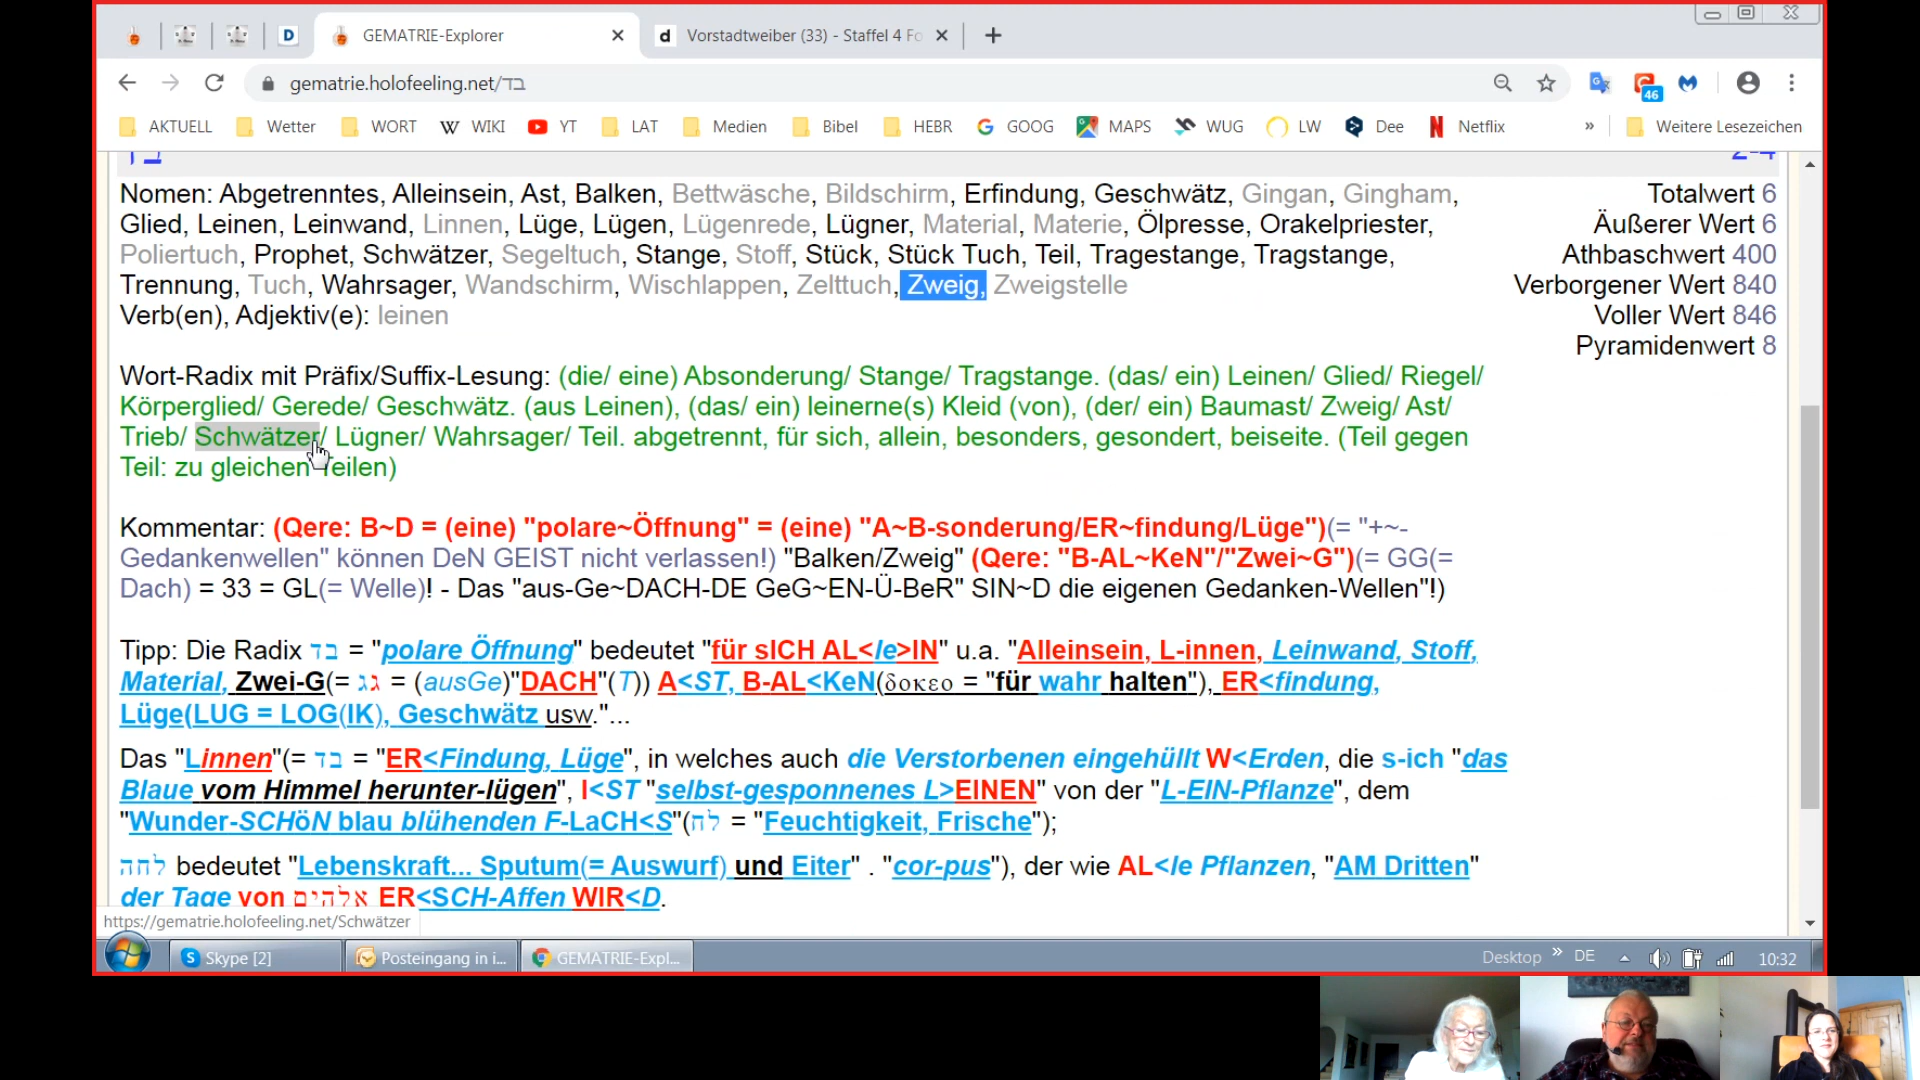 GEMATRIE-Explorer
Vorstadtweiber (33) - Staffel 4 Fo
gematrie.holofeeling.net/בד
46
AKTUELL Wetter WORT WIKI YT LAT Medien Bibel HEBR GOOG MAPS WUG LW Dee Netflix » Weitere Lesezeichen
בד 2-4
Nomen: Abgetrenntes, Alleinsein, Ast, Balken, Bettwäsche, Bildschirm, Erfindung, Geschwätz, Gingan, Gingham,
Glied, Leinen, Leinwand, Linnen, Lüge, Lügen, Lügenrede, Lügner, Material, Materie, Ölpresse, Orakelpriester,
Poliertuch, Prophet, Schwätzer, Segeltuch, Stange, Stoff, Stück, Stück Tuch, Teil, Tragestange, Tragstange,
Trennung, Tuch, Wahrsager, Wandschirm, Wischlappen, Zelttuch, Zweig, Zweigstelle
Verb(en), Adjektiv(e): leinen
Totalwert 6
Äußerer Wert 6
Athbaschwert 400
Verborgener Wert 840
Voller Wert 846
Pyramidenwert 8
Wort-Radix mit Präfix/Suffix-Lesung: (die/ eine) Absonderung/ Stange/ Tragstange. (das/ ein) Leinen/ Glied/ Riegel/
Körperglied/ Gerede/ Geschwätz. (aus Leinen), (das/ ein) leinerne(s) Kleid (von), (der/ ein) Baumast/ Zweig/ Ast/
Trieb/ Schwätzer/ Lügner/ Wahrsager/ Teil. abgetrennt, für sich, allein, besonders, gesondert, beiseite. (Teil gegen
Teil: zu gleichen Teilen)
Kommentar: (Qere: B~D = (eine) "polare~Öffnung" = (eine) "A~B-sonderung/ER~findung/Lüge")(= "+~-
Gedankenwellen" können DeN GEIST nicht verlassen!) "Balken/Zweig" (Qere: "B-AL~KeN"/"Zwei~G")(= GG(=
Dach) = 33 = GL(= Welle)! - Das "aus-Ge~DACH-DE GeG~EN-Ü-BeR" SIN~D die eigenen Gedanken-Wellen"!)
Tipp: Die Radix בד = "polare Öffnung" bedeutet "für sICH AL<le>IN" u.a. "Alleinsein, L-innen, Leinwand, Stoff,
Material, Zwei-G(= גג = (ausGe)"DACH"(T)) A<ST, B-AL<KeN(δοκεο = "für wahr halten"), ER<findung,
Lüge(LUG = LOG(IK), Geschwätz usw."...
Das "Linnen"(= בד = "ER<Findung, Lüge", in welches auch die Verstorbenen eingehüllt W<Erden, die s-ich "das
Blaue vom Himmel herunter-lügen", I<ST "selbst-gesponnenes L>EINEN" von der "L-EIN-Pflanze", dem
"Wunder-SCHöN blau blühenden F-LaCH<S"(לח = "Feuchtigkeit, Frische");
לחה bedeutet "Lebenskraft... Sputum(= Auswurf) und Eiter" . "cor-pus"), der wie AL<le Pflanzen, "AM Dritten"
der Tage von אלהים ER<SCH-Affen WIR<D.
https://gematrie.holofeeling.net/Schwätzer
Skype [2] Posteingang in i... GEMATRIE-Expl... Desktop » DE 10:32